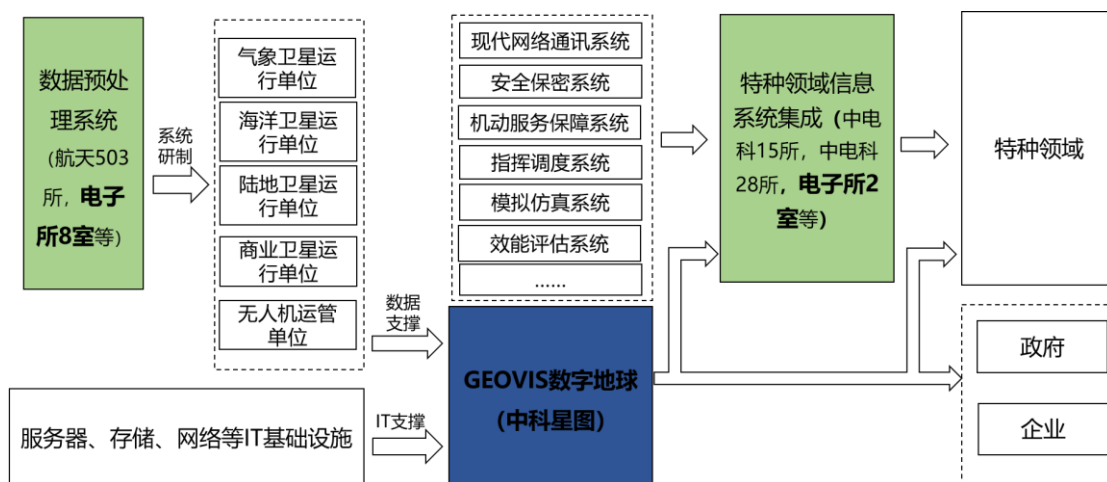 数据预处
理系统
（航天503
所，电子
所8室等）
系统
研制
气象卫星运
行单位
海洋卫星运
行单位
陆地卫星运
行单位
商业卫星运
行单位
无人机运管
单位
服务器、存储、网络等IT基础设施
数据
支撑
IT支撑
现代网络通讯系统
安全保密系统
机动服务保障系统
指挥调度系统
模拟仿真系统
效能评估系统
......
GEOVIS数字地球
（中科星图）
特种领域信息
系统集成（中电
科15所，中电科
28所，电子所2
室等）
特种领域
政府
企业